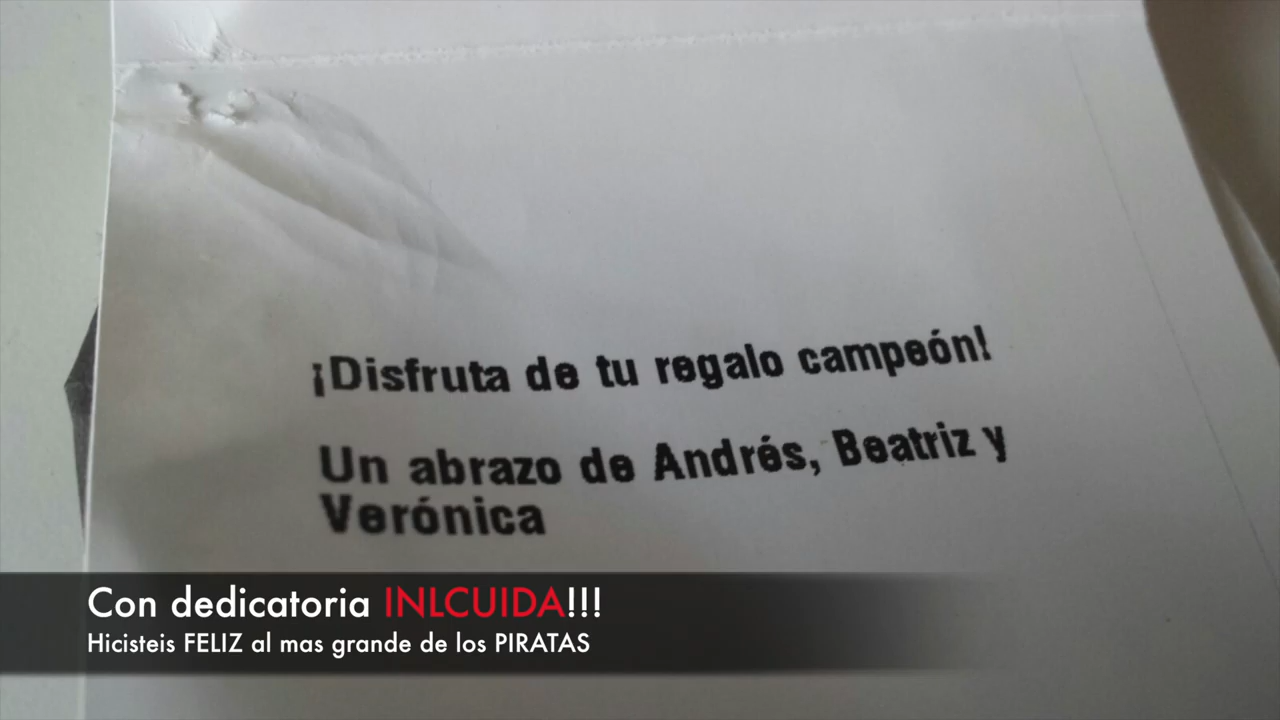 ¡Disfruta de tu regalo campeón!
Un abrazo de Andrés, Beatriz y
Verónica
Con dedicatoria INLCUIDA!!!
Hicisteis FELIZ al mas grande de los PIRATAS